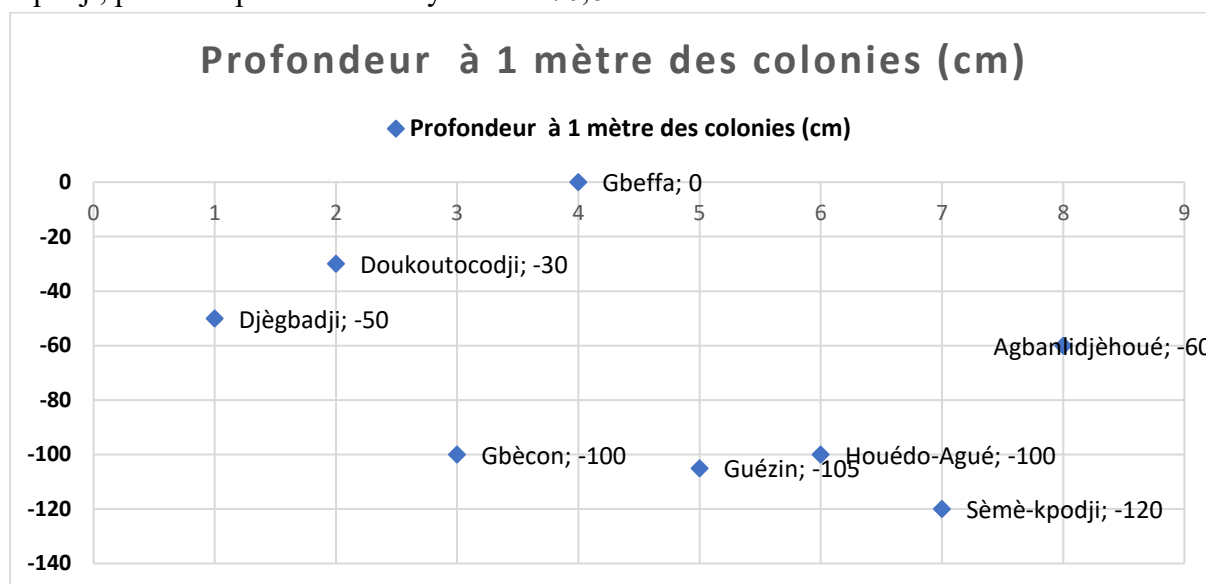 Profondeur à 1 mètre des colonies (cm)
Profondeur à 1 mètre des colonies (cm)
0
Gbeffa; 0
0 1 2 3 4 5 6 7 8 9
-20
Doukoutocodji; -30
-40
Djègbadji; -50
-60
Agbanlidjèhoué; -60
-80
-100
Gbècon; -100
Guézin; -105
Houédo-Agué; -100
-120
Sèmè-kpodji; -120
-140